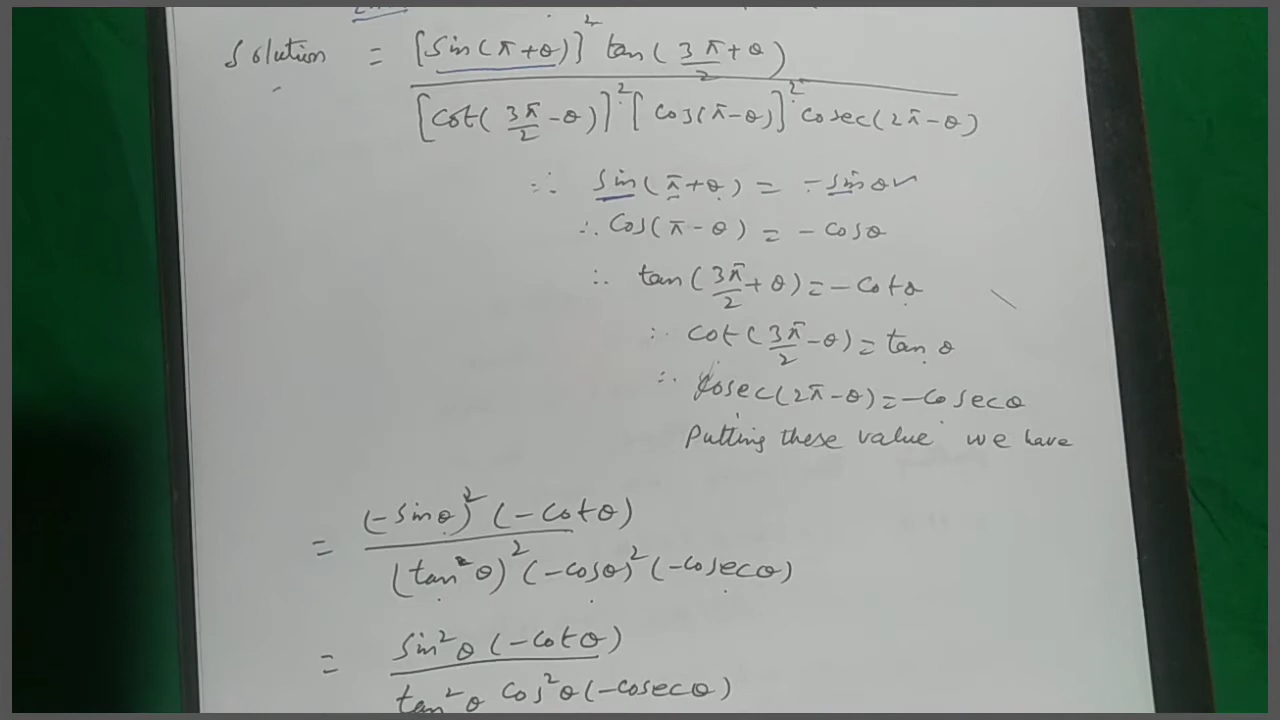 Solution = [Sin(π+θ)]² tan(3π/2+θ)
[Cot(3π/2-θ)]² [Cos(π-θ)]² Cosec(2π-θ)
∵ Sin(π+θ) = -sinθ
∴ Cos(π-θ) = -Cosθ
∴ tan(3π/2+θ) = -Cotθ
∴ Cot(3π/2-θ) = tanθ
∴ Cosec(2π-θ) = -Cosecθ
Putting these value we have
= (-Sinθ)² (-Cotθ)
(tan²θ)² (-Cosθ)² (-Cosecθ)
= Sin²θ (-Cotθ)
tan²θ Cos²θ (-Cosecθ)